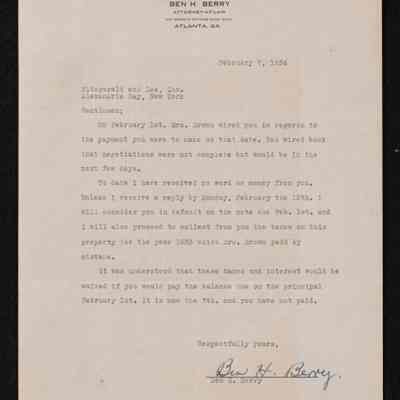 BEN H. BERRY
ATTORNEY-AT-LAW
ATLANTA, GA.
February 7, 1934
Fitzgerald and Lee, Inc.
Alexandria Bay, New York
Gentlemen:
On February 1st. Mrs. Brown wired you in regards to
the payment you were to make on that date. You wired back
that negotiations were not complete but would be in the
next few days.
To date I have received no word or money from you.
Unless I receive a reply by Monday, February the 12th. I
will consider you in default on the note due Feb. 1st. and
I will also proceed to collect from you the taxes on this
property for the year 1933 which Mrs. Brown paid by
mistake.
It was understood that these taxes and interest would be
waived if you would pay the balance due on the principal
February 1st. It is now the 7th. and you have not paid.
Respectfully yours,
Ben H. Berry.
Ben H. Berry